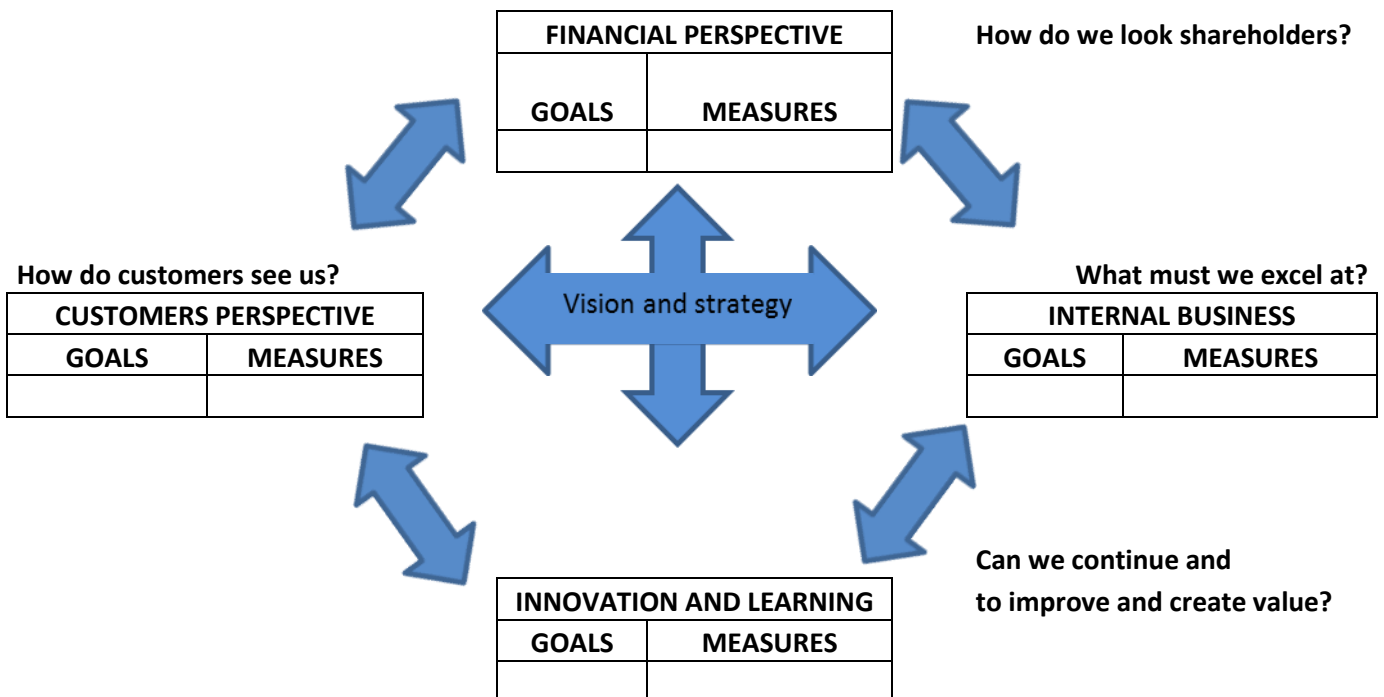 FINANCIAL PERSPECTIVE
How do we look shareholders?
GOALS MEASURES
How do customers see us?
CUSTOMERS PERSPECTIVE
GOALS MEASURES
Vision and strategy
What must we excel at?
INTERNAL BUSINESS
GOALS MEASURES
Can we continue and
to improve and create value?
INNOVATION AND LEARNING
GOALS MEASURES